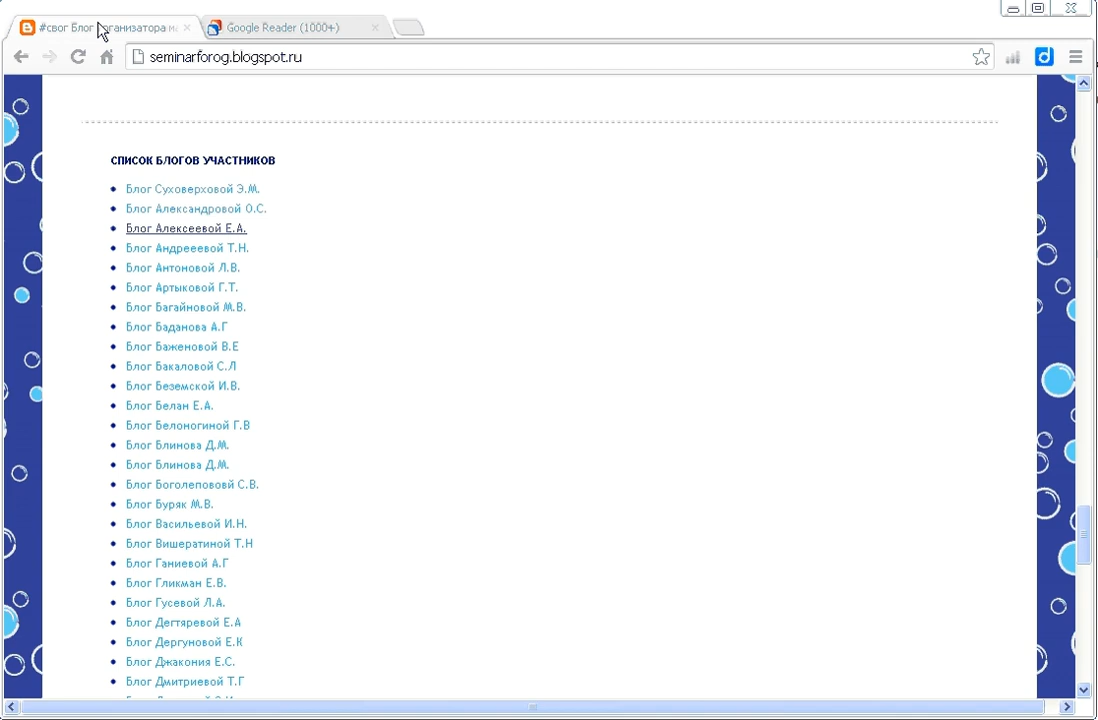 #свог Блог организатора ма
Google Reader (1000+)
seminarforog.blogspot.ru
СПИСОК БЛОГОВ УЧАСТНИКОВ
Блог Суховерховой Э.М.
Блог Александровой О.С.
Блог Алексеевой Е.А.
Блог Андрееевой Т.Н.
Блог Антоновой Л.В.
Блог Артыковой Г.Т.
Блог Багайновой М.В.
Блог Баданова А.Г
Блог Баженовой В.Е
Блог Бакаловой С.Л
Блог Беземской И.В.
Блог Белан Е.А.
Блог Белоногиной Г.В
Блог Блинова Д.М.
Блог Блинова Д.М.
Блог Боголепововй С.В.
Блог Буряк М.В.
Блог Васильевой И.Н.
Блог Вишератиной Т.Н
Блог Ганиевой А.Г
Блог Гликман Е.В.
Блог Гусевой Л.А.
Блог Дегтяревой Е.А
Блог Дергуновой Е.К
Блог Джакония Е.С.
Блог Дмитриевой Т.Г